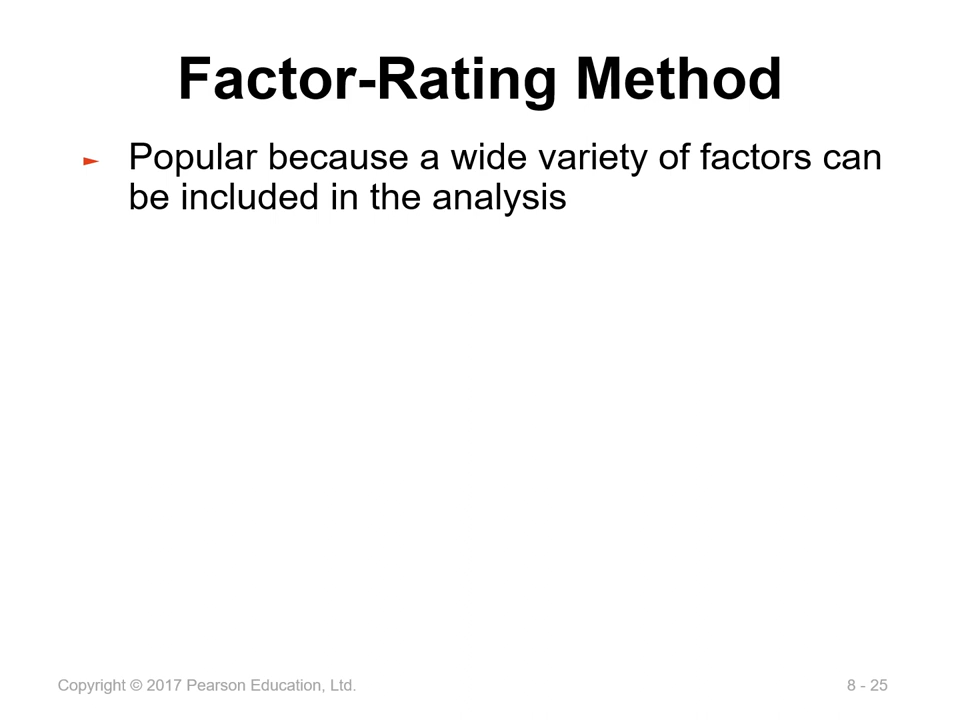 Factor-Rating Method
► Popular because a wide variety of factors can
be included in the analysis
Copyright © 2017 Pearson Education, Ltd.
8 - 25